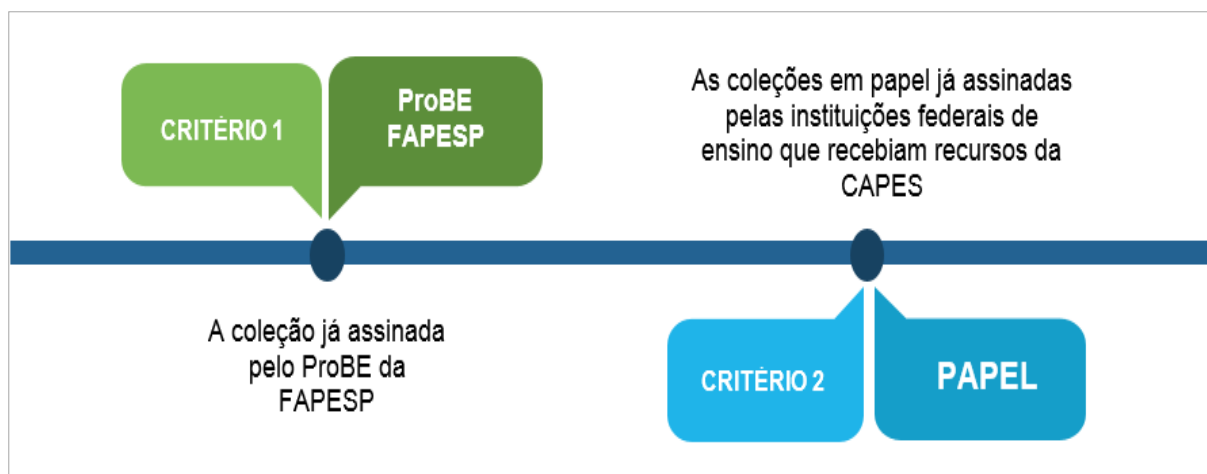 CRITÉRIO 1
ProBE
FAPESP
A coleção já assinada
pelo ProBE da
FAPESP
As coleções em papel já assinadas
pelas instituições federais de
ensino que recebiam recursos da
CAPES
CRITÉRIO 2
PAPEL